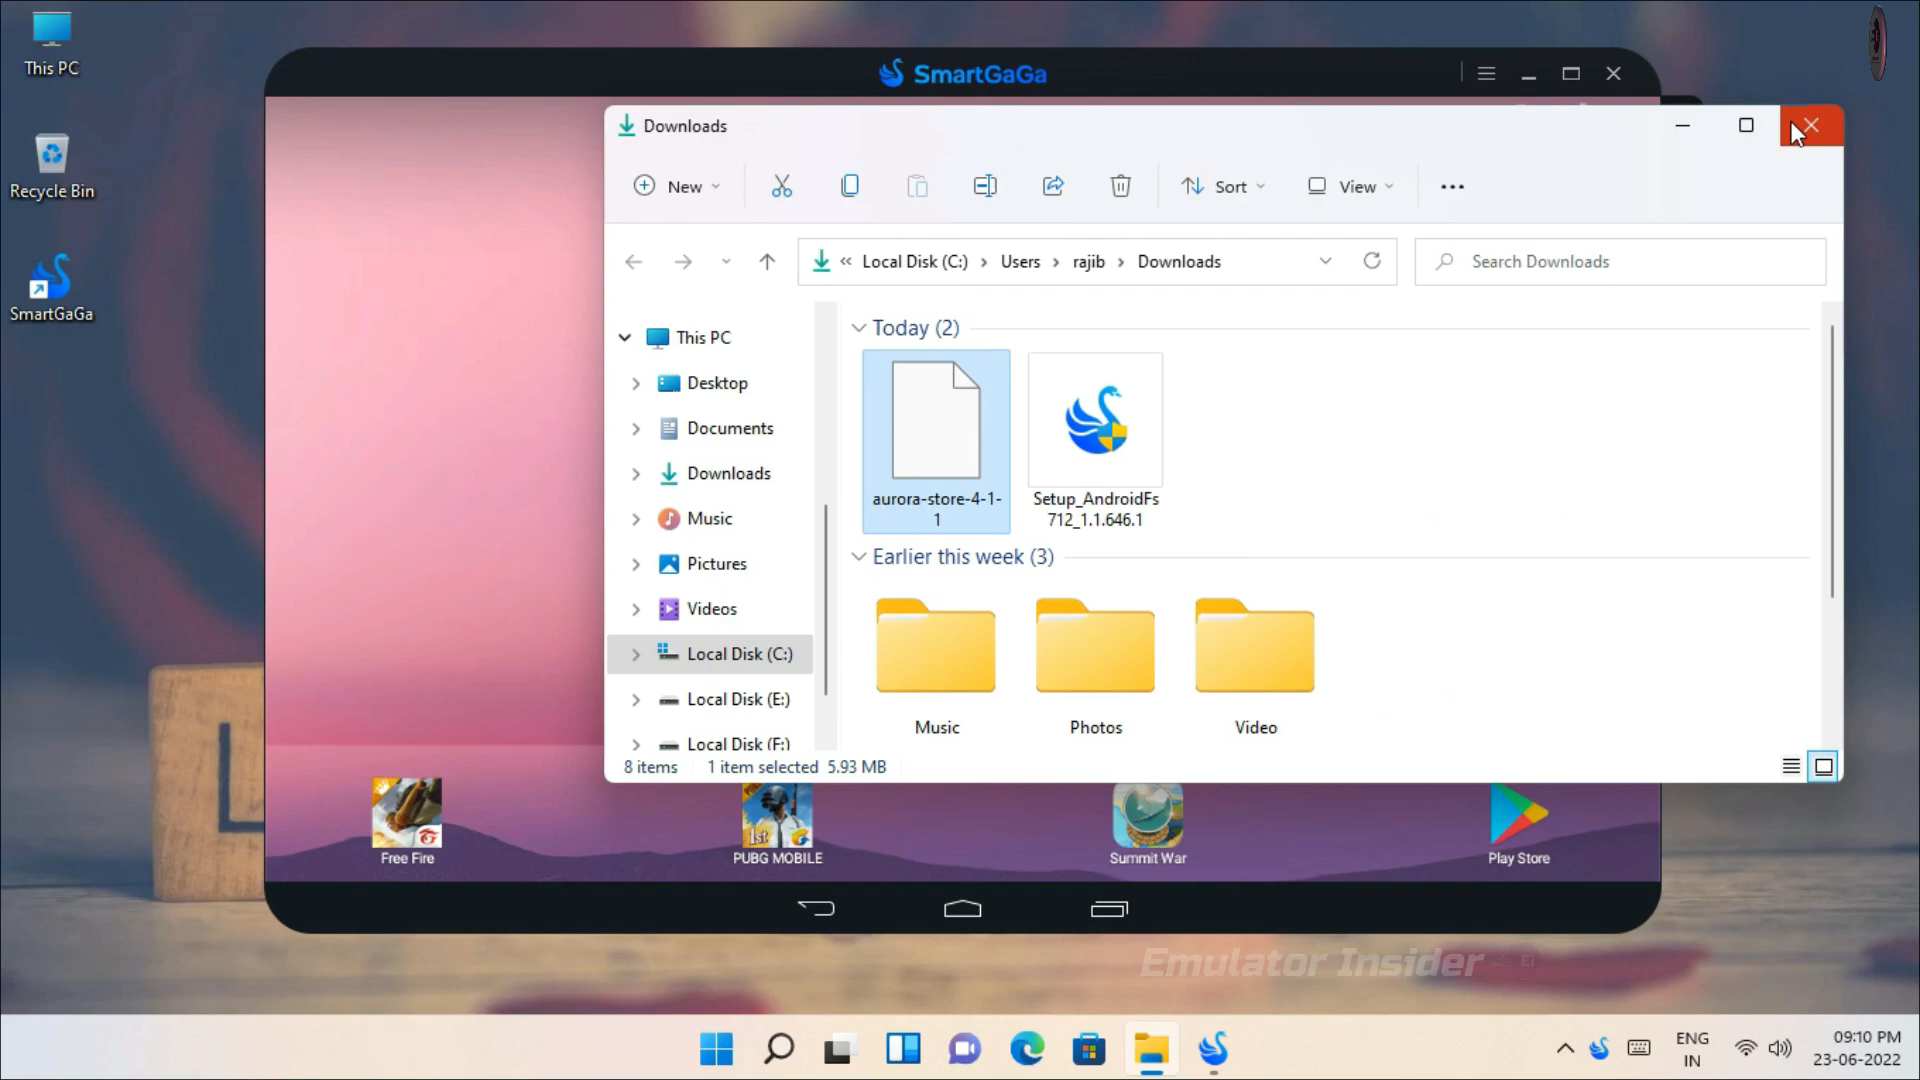 This PC
Recycle Bin
SmartGaGa
SmartGaGa
Downloads
New
Sort
View
« Local Disk (C:) › Users › rajib › Downloads
Search Downloads
This PC
Desktop
Documents
Downloads
Music
Pictures
Videos
Local Disk (C:)
Local Disk (E:)
Local Disk (F:)
Today (2)
aurora-store-4-1-
1
Setup_AndroidFs
712_1.1.646.1
Earlier this week (3)
Music
Photos
Video
8 items
1 item selected 5.93 MB
1st
Free Fire
PUBG MOBILE
Summit War
Play Store
Emulator Insider
L
ENG
IN
09:10 PM
23-06-2022